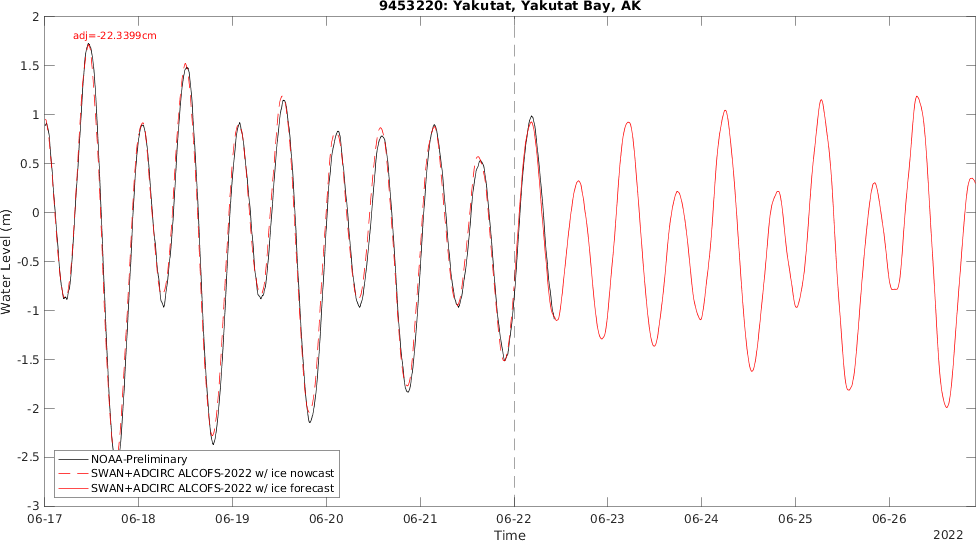 9453220: Yakutat, Yakutat Bay, AK
adj=-22.3399cm
2
1.5
1
0.5
0
-0.5
-1
-1.5
-2
-2.5
-3
Water Level (m)
NOAA-Preliminary
SWAN+ADCIRC ALCOFS-2022 w/ ice nowcast
SWAN+ADCIRC ALCOFS-2022 w/ ice forecast
06-17 06-18 06-19 06-20 06-21 06-22 06-23 06-24 06-25 06-26
Time
2022